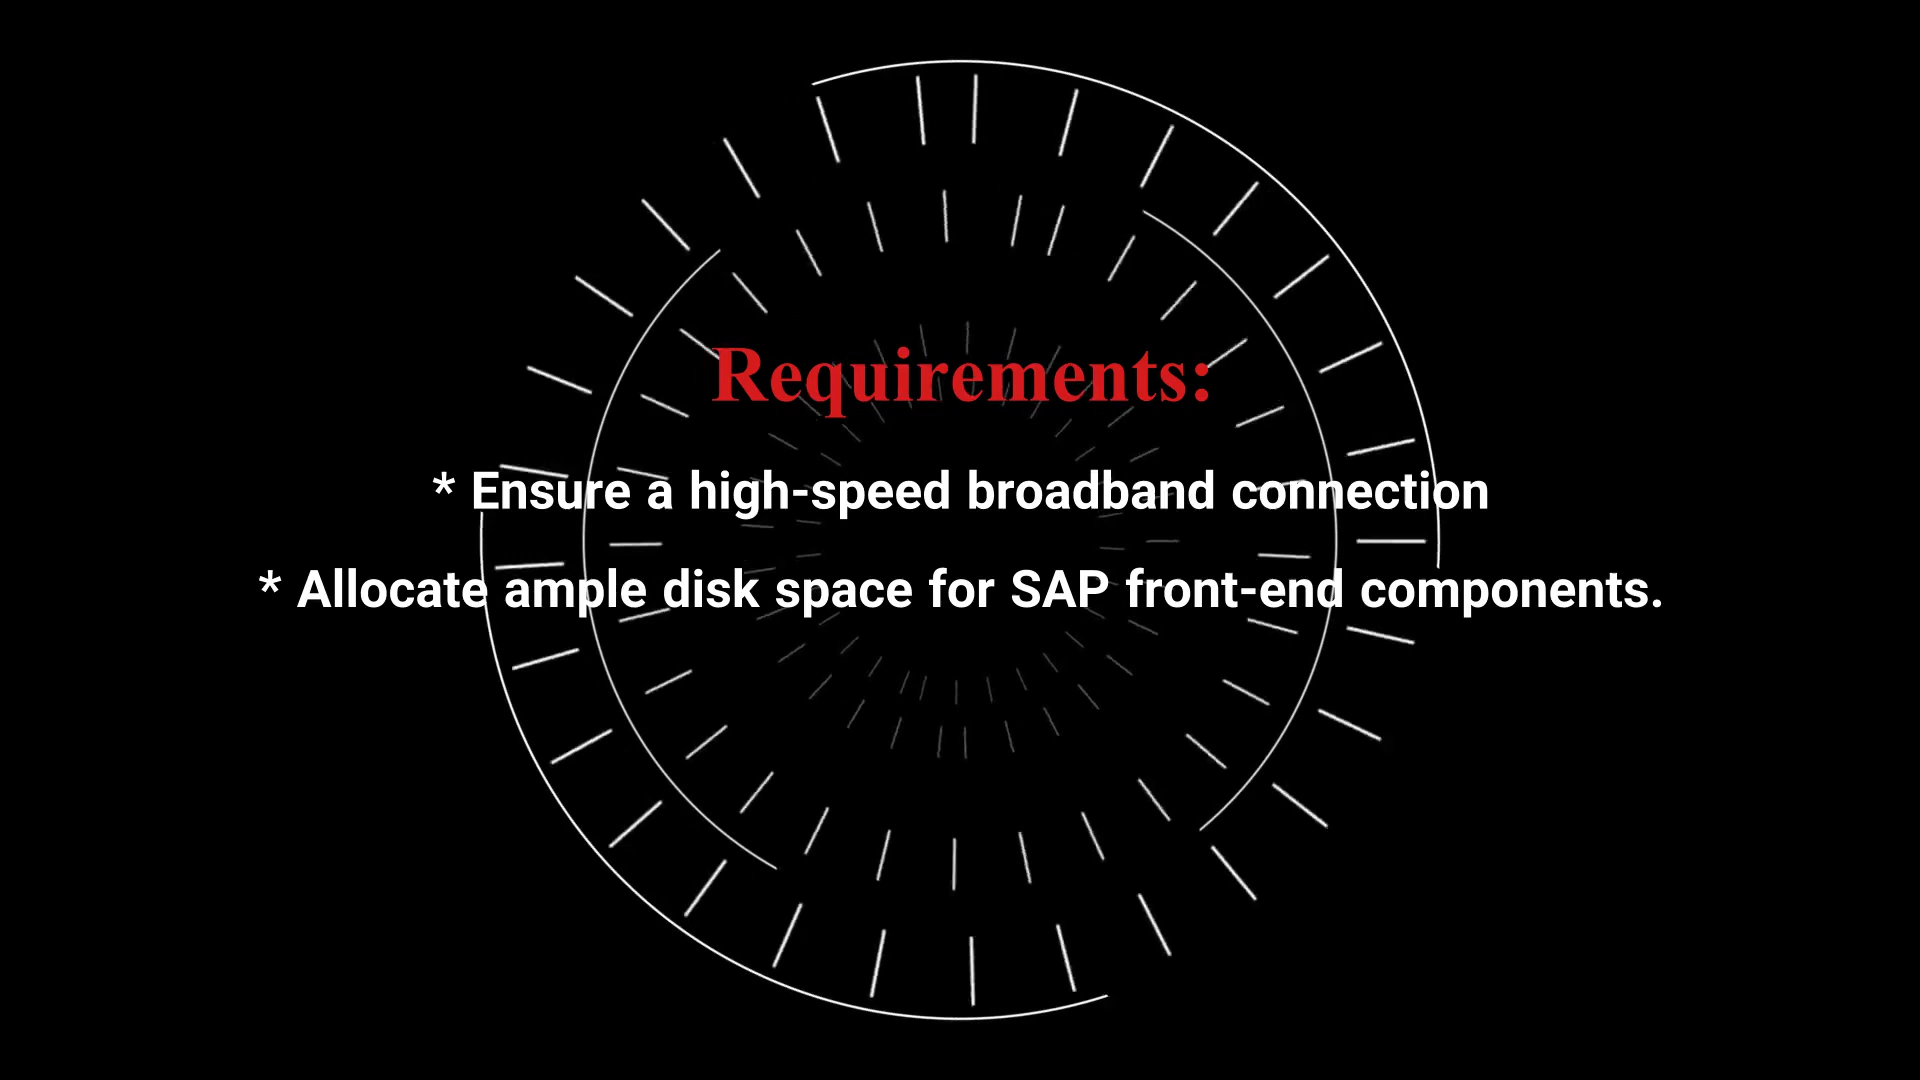 Requirements:
* Ensure a high-speed broadband connection
* Allocate ample disk space for SAP front-end components.